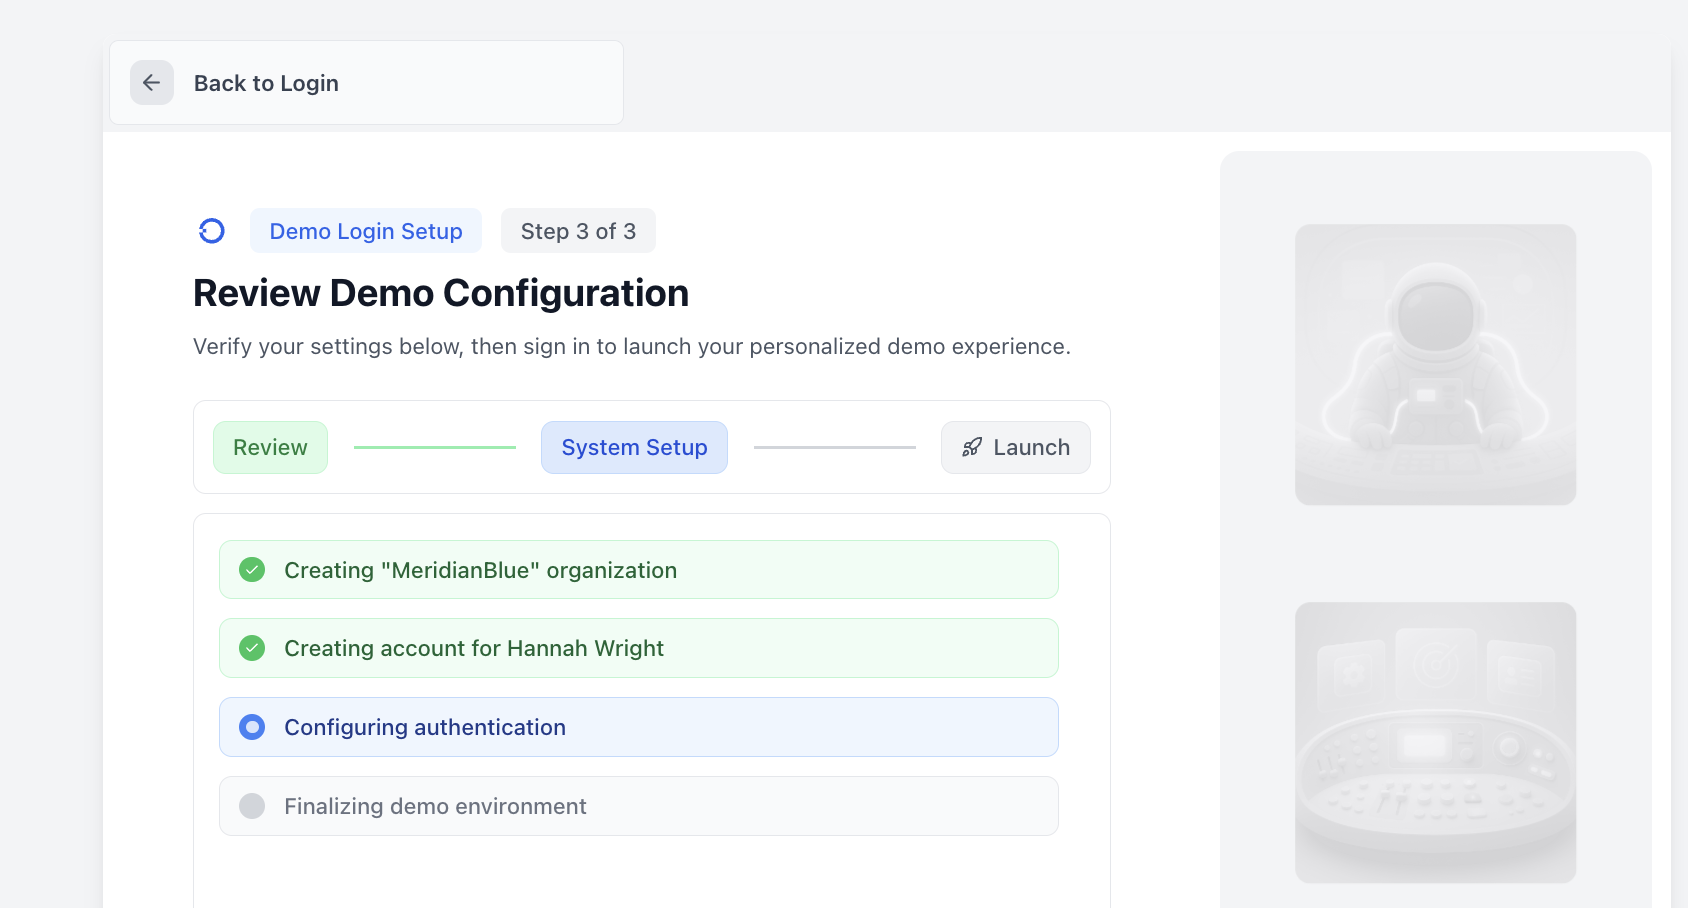 Back to Login
Demo Login Setup
Step 3 of 3
Review Demo Configuration
Verify your settings below, then sign in to launch your personalized demo experience.
Review
System Setup
Launch
Creating "MeridianBlue" organization
Creating account for Hannah Wright
Configuring authentication
Finalizing demo environment